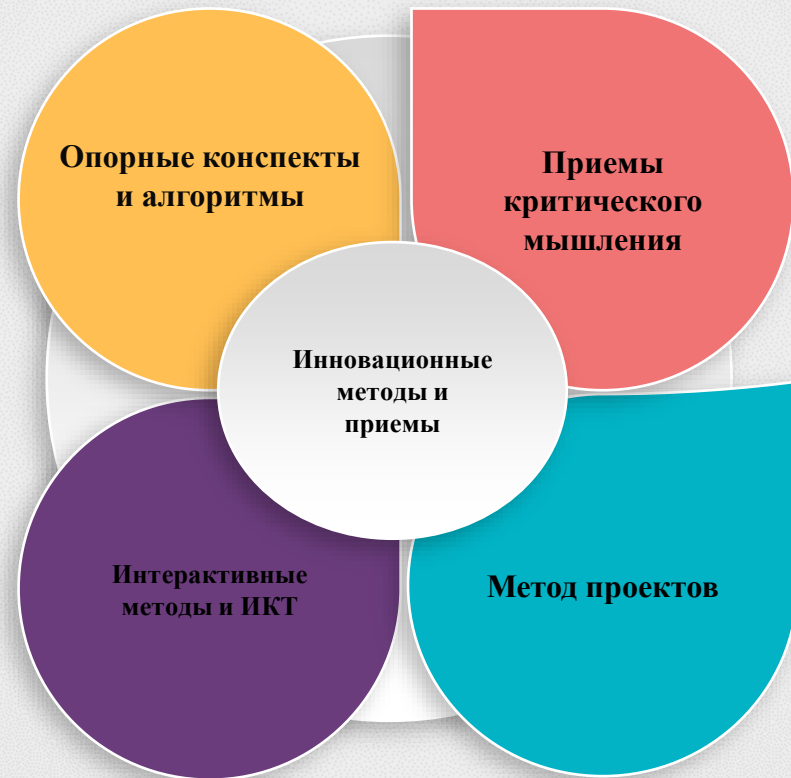 Опорные конспекты
и алгоритмы
Приемы
критического
мышления
Инновационные
методы и
приемы
Интерактивные
методы и ИКТ
Метод проектов